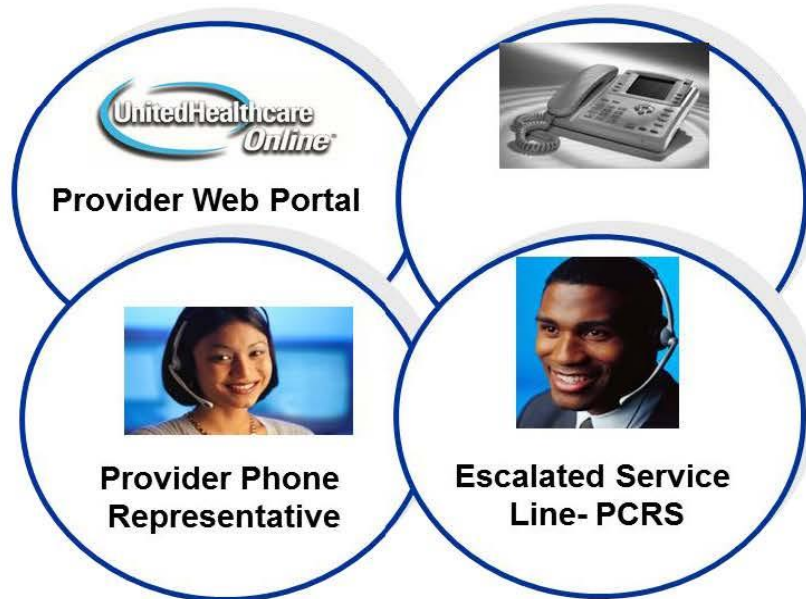 UnitedHealthcare
Online
Provider Web Portal
Provider Phone
Representative
Escalated Service
Line- PCRS